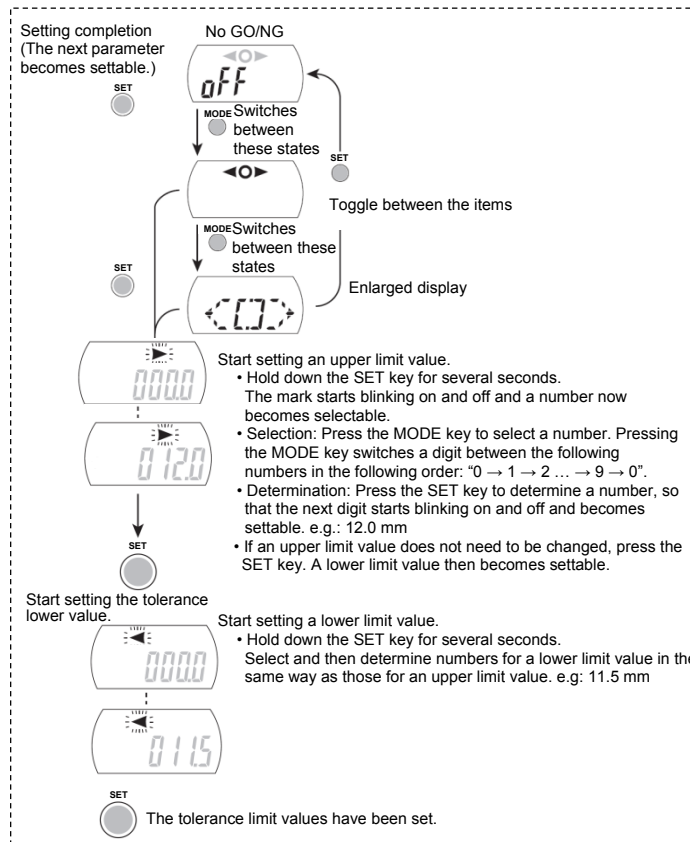 Setting completion
(The next parameter
becomes settable.)
No GO/NG
SET
oFF
MODE Switches
between
these states
SET
Toggle between the items
MODE Switches
between these
states
SET
Enlarged display
000.0
Start setting an upper limit value.
• Hold down the SET key for several seconds.
The mark starts blinking on and off and a number now
becomes selectable.
012.0
• Selection: Press the MODE key to select a number. Pressing
the MODE key switches a digit between the following
numbers in the following order: “0 → 1 → 2 … → 9 → 0”.
• Determination: Press the SET key to determine a number, so
that the next digit starts blinking on and off and becomes
settable. e.g.: 12.0 mm
• If an upper limit value does not need to be changed, press the
SET key. A lower limit value then becomes settable.
SET
Start setting the tolerance
lower value.
Start setting a lower limit value.
• Hold down the SET key for several seconds.
Select and then determine numbers for a lower limit value in the
same way as those for an upper limit value. e.g: 11.5 mm
000.0
011.5
SET
The tolerance limit values have been set.